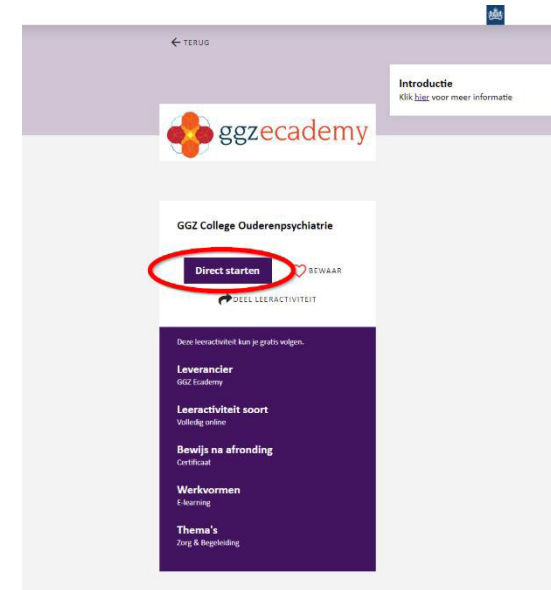 TERUG
Introductie
Klik hier voor meer informatie
ggzecademy
GGZ College Ouderenpsychiatrie
Direct starten
BEWAAR
DEEL LEERACTIVITEIT
Deze leeractiviteit kun je gratis volgen.
Leverancier
GGZ Ecademy
Leeractiviteit soort
Volledig online
Bewijs na afronding
Certificaat
Werkvormen
E-learning
Thema's
Zorg & Begeleiding